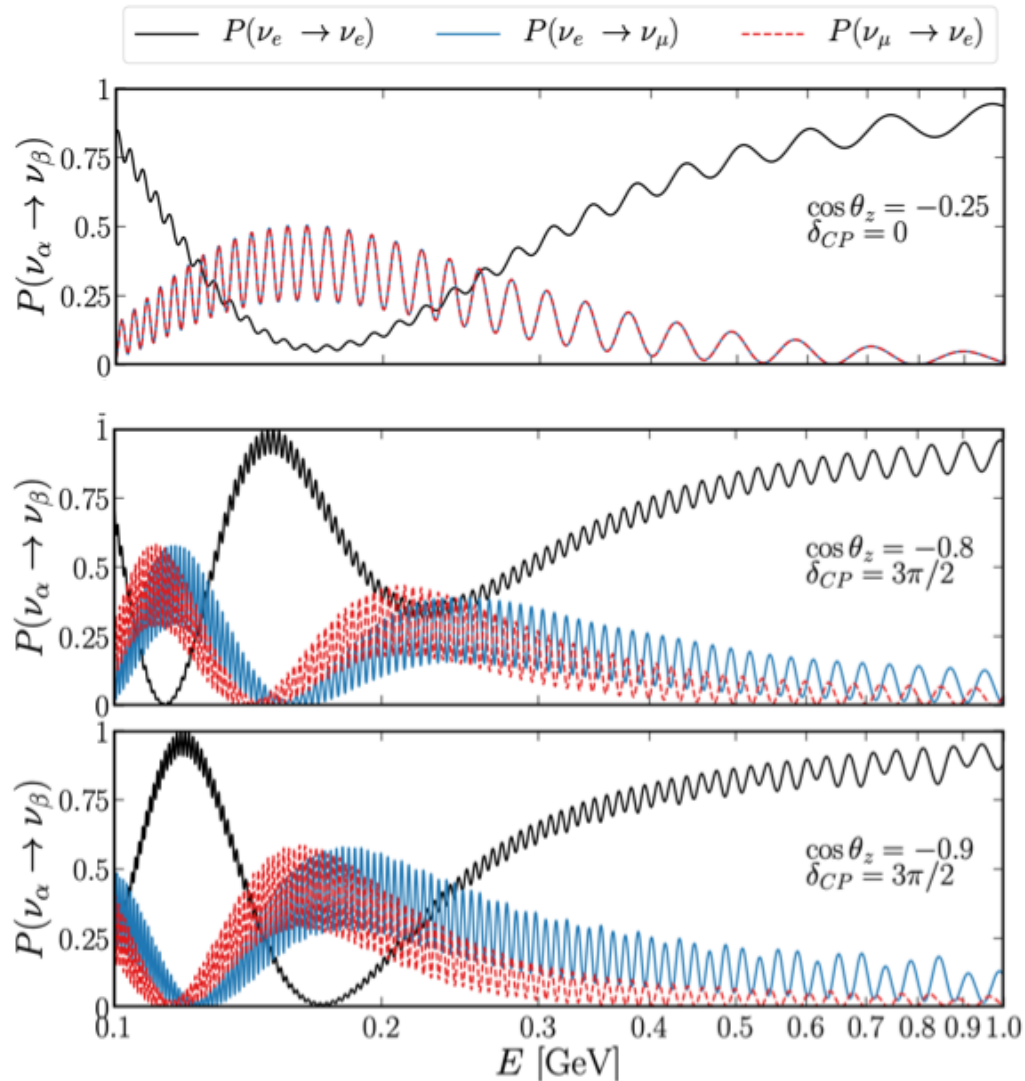 P(ν_e → ν_e) P(ν_e → ν_μ) P(ν_μ → ν_e)
P(ν_α → ν_β)
1
0.75
0.5
0.25
0
cos θ_z = −0.25
δ_CP = 0
P(ν_α → ν_β)
1
0.75
0.5
0.25
0
cos θ_z = −0.8
δ_CP = 3π/2
P(ν_α → ν_β)
1
0.75
0.5
0.25
0
cos θ_z = −0.9
δ_CP = 3π/2
0.1 0.2 0.3 0.4 0.5 0.6 0.7 0.8 0.9 1.0
E [GeV]